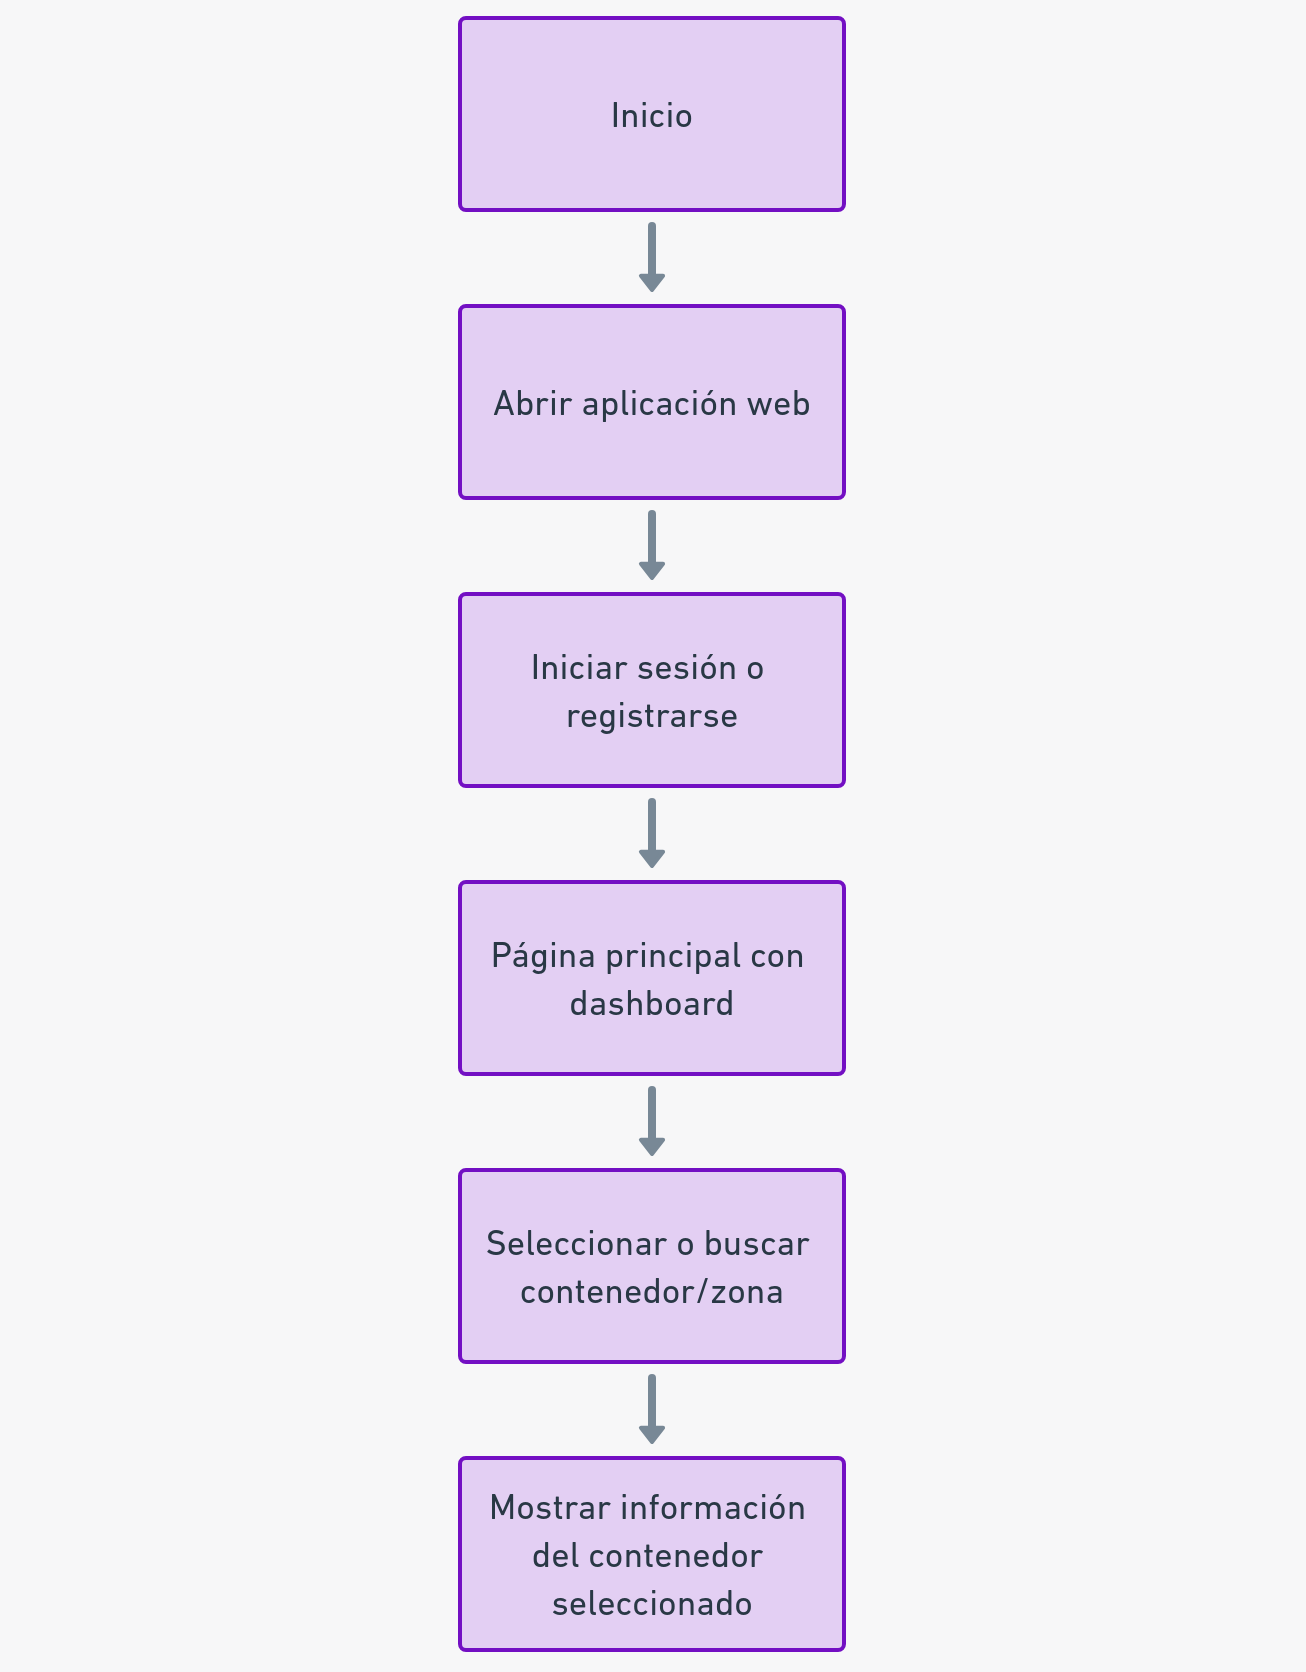 Inicio
Abrir aplicación web
Iniciar sesión o
registrarse
Página principal con
dashboard
Seleccionar o buscar
contenedor/zona
Mostrar información
del contenedor
seleccionado